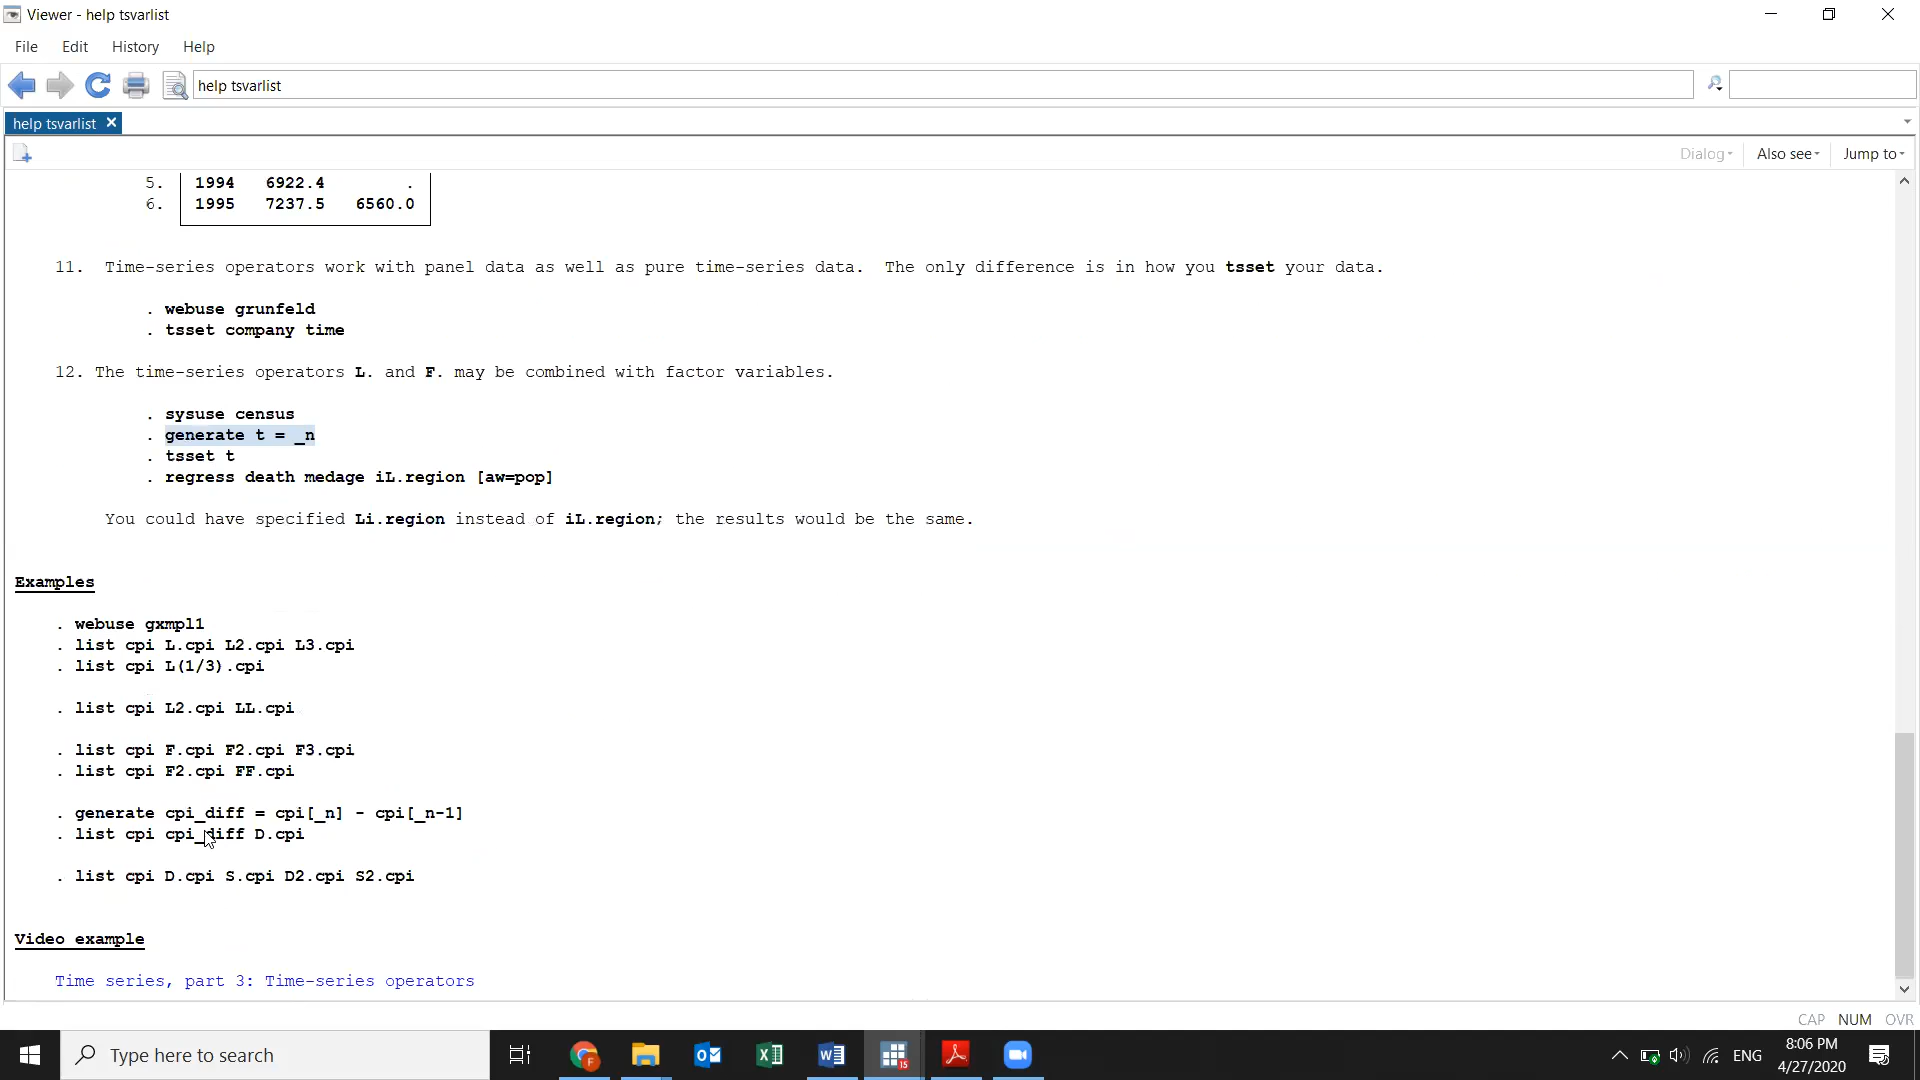 Viewer - help tsvarlist
File Edit History Help
help tsvarlist
help tsvarlist
Dialog Also see Jump to
5. 1994 6922.4 .
6. 1995 7237.5 6560.0
11. Time-series operators work with panel data as well as pure time-series data. The only difference is in how you tsset your data.
. webuse grunfeld
. tsset company time
12. The time-series operators L. and F. may be combined with factor variables.
. sysuse census
. generate t = _n
. tsset t
. regress death medage iL.region [aw=pop]
You could have specified Li.region instead of iL.region; the results would be the same.
Examples
. webuse gxmpl1
. list cpi L.cpi L2.cpi L3.cpi
. list cpi L(1/3).cpi
. list cpi L2.cpi LL.cpi
. list cpi F.cpi F2.cpi F3.cpi
. list cpi F2.cpi FF.cpi
. generate cpi_diff = cpi[_n] - cpi[_n-1]
. list cpi cpi_diff D.cpi
. list cpi D.cpi S.cpi D2.cpi S2.cpi
Video example
Time series, part 3: Time-series operators
CAP NUM OVR
Type here to search
F
15
ENG
8:06 PM
4/27/2020